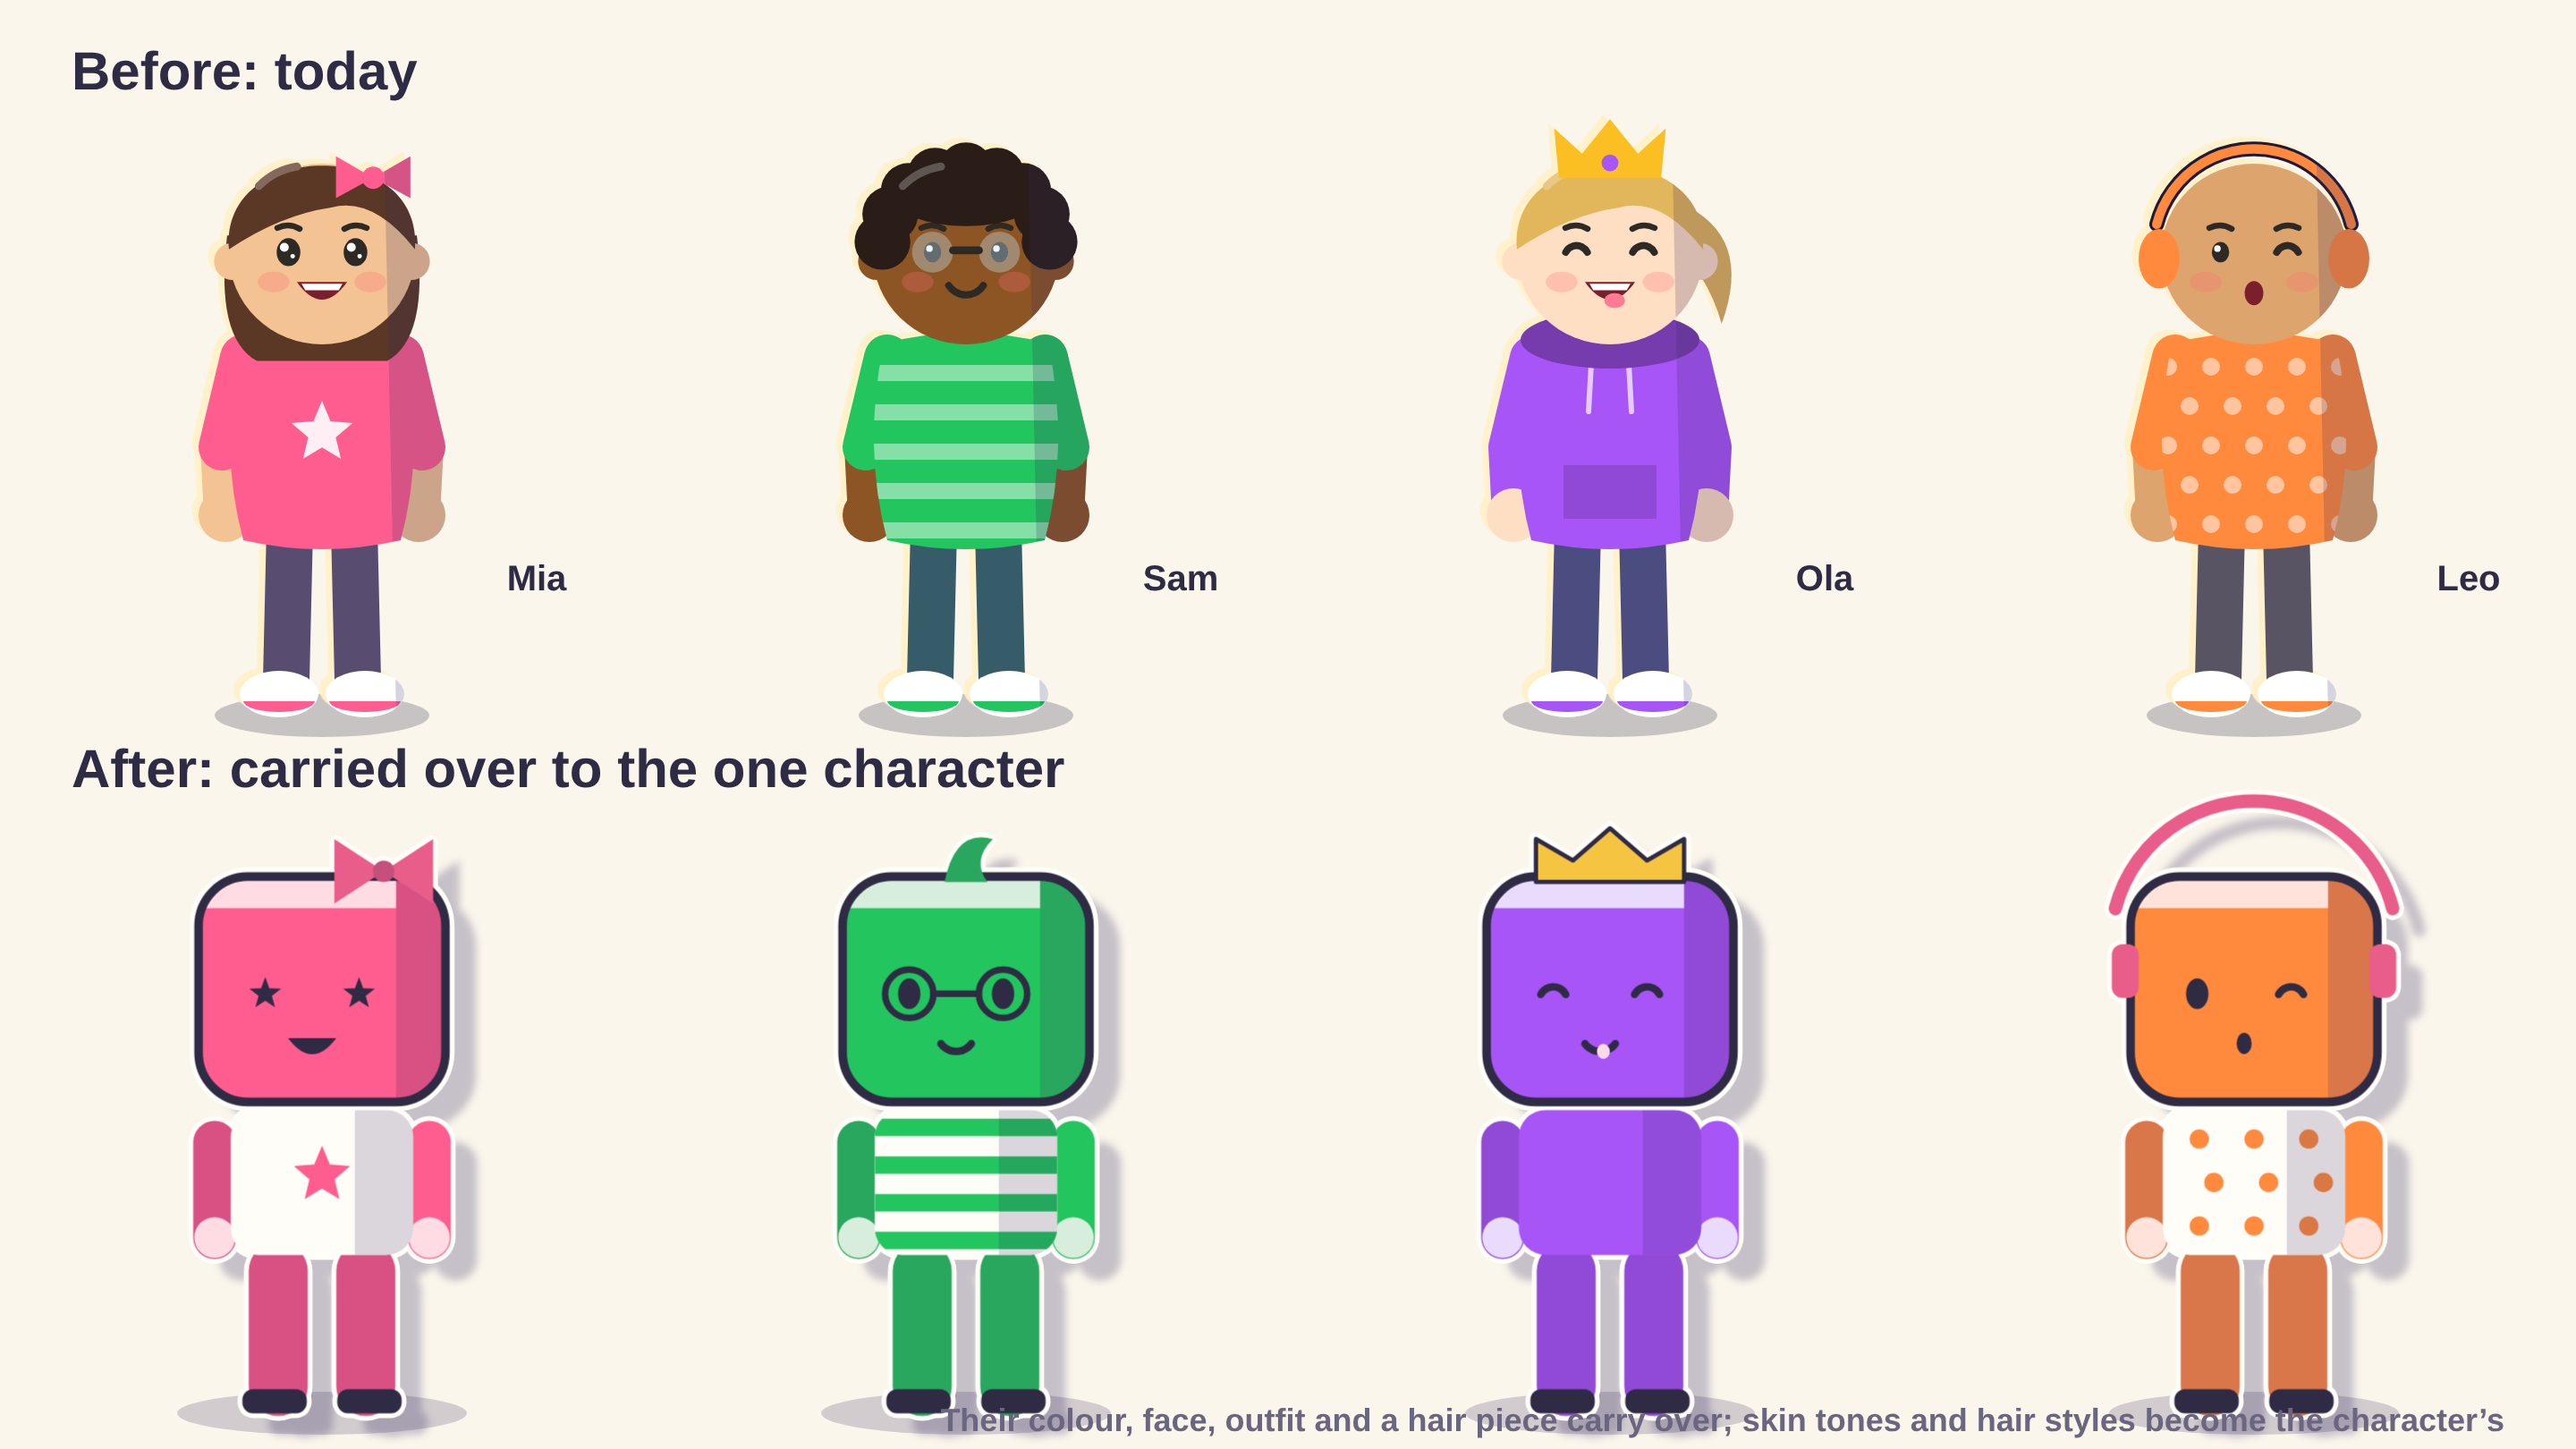 Before: today
Mia
Sam
Ola
Leo
After: carried over to the one character
Their colour, face, outfit and a hair piece carry over; skin tones and hair styles become the character’s